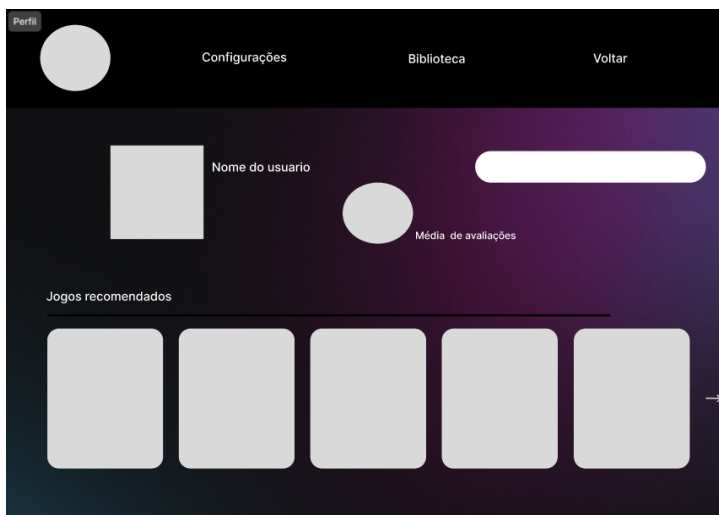 Perfil
Configurações
Biblioteca
Voltar
Nome do usuario
Média de avaliações
Jogos recomendados